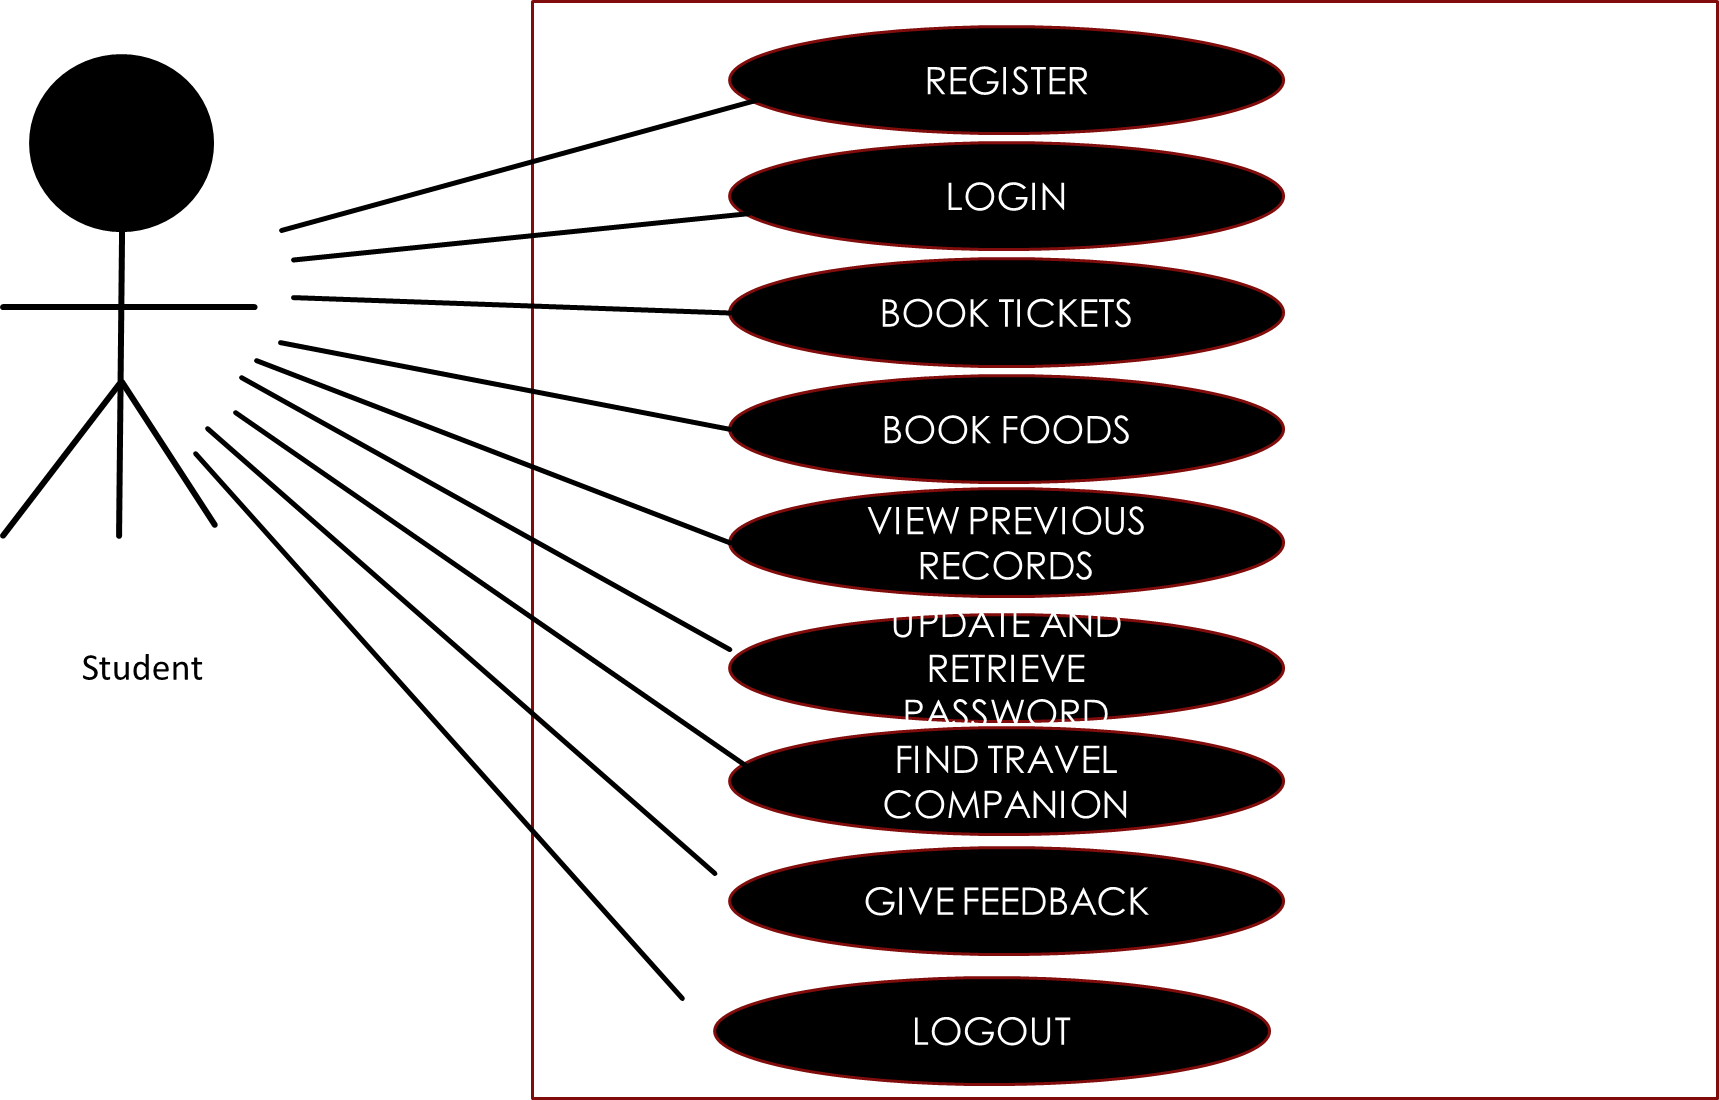 REGISTER
LOGIN
BOOK TICKETS
BOOK FOODS
VIEW PREVIOUS
RECORDS
UPDATE AND
RETRIEVE
PASSWORD
Student
FIND TRAVEL
COMPANION
GIVE FEEDBACK
LOGOUT